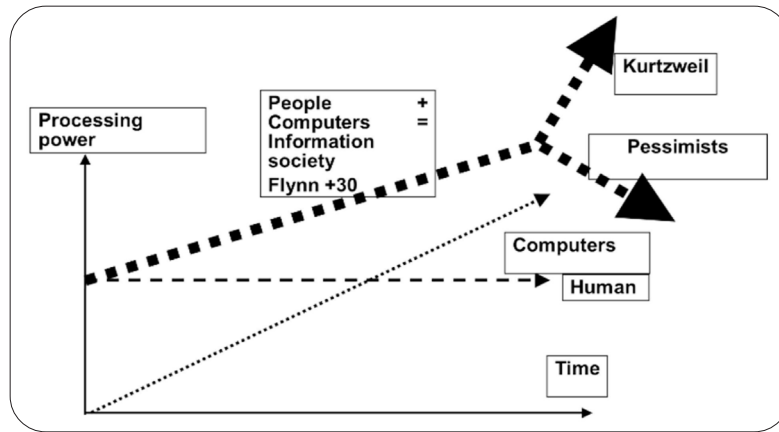 Kurtzweil
Processing
power
People +
Computers =
Information
society
Flynn +30
Pessimists
Computers
Human
Time